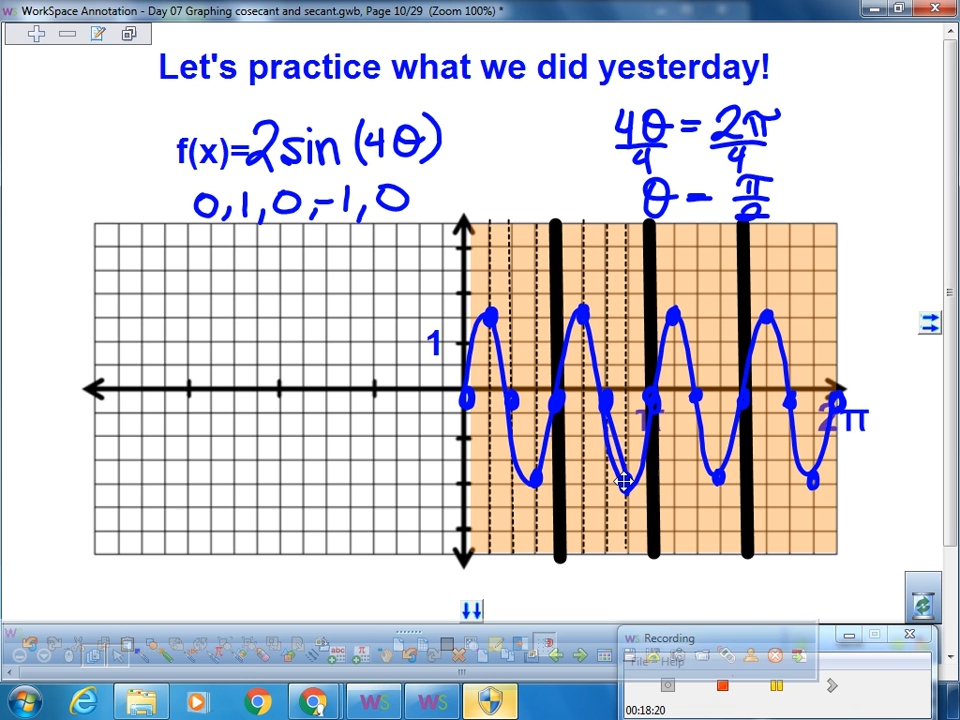 WorkSpace Annotation - Day 07 Graphing cosecant and secant.gwb, Page 10/29 (Zoom 100%) *
Let's practice what we did yesterday!
f(x)=2sin(4θ)
0,1,0,-1,0
4θ = 2π
4 4
θ = π
2
1
π
2π
Recording
File Help
00:18:20